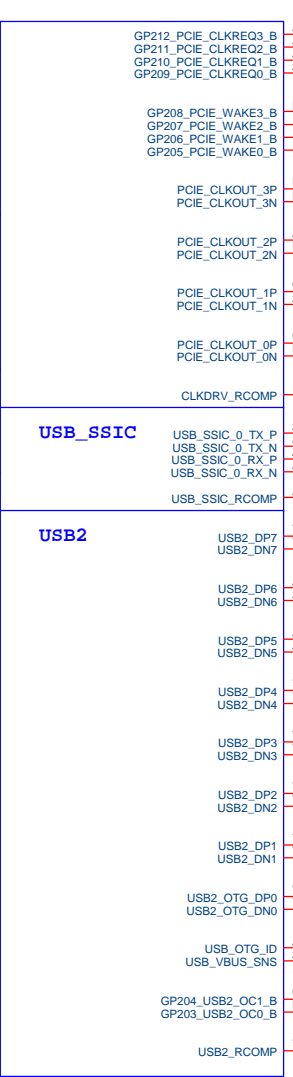 GP212_PCIE_CLKREQ3_B
GP211_PCIE_CLKREQ2_B
GP210_PCIE_CLKREQ1_B
GP209_PCIE_CLKREQ0_B
GP208_PCIE_WAKE3_B
GP207_PCIE_WAKE2_B
GP206_PCIE_WAKE1_B
GP205_PCIE_WAKE0_B
PCIE_CLKOUT_3P
PCIE_CLKOUT_3N
PCIE_CLKOUT_2P
PCIE_CLKOUT_2N
PCIE_CLKOUT_1P
PCIE_CLKOUT_1N
PCIE_CLKOUT_0P
PCIE_CLKOUT_0N
CLKDRV_RCOMP
USB_SSIC
USB_SSIC_0_TX_P
USB_SSIC_0_TX_N
USB_SSIC_0_RX_P
USB_SSIC_0_RX_N
USB_SSIC_RCOMP
USB2
USB2_DP7
USB2_DN7
USB2_DP6
USB2_DN6
USB2_DP5
USB2_DN5
USB2_DP4
USB2_DN4
USB2_DP3
USB2_DN3
USB2_DP2
USB2_DN2
USB2_DP1
USB2_DN1
USB2_OTG_DP0
USB2_OTG_DN0
USB_OTG_ID
USB_VBUS_SNS
GP204_USB2_OC1_B
GP203_USB2_OC0_B
USB2_RCOMP